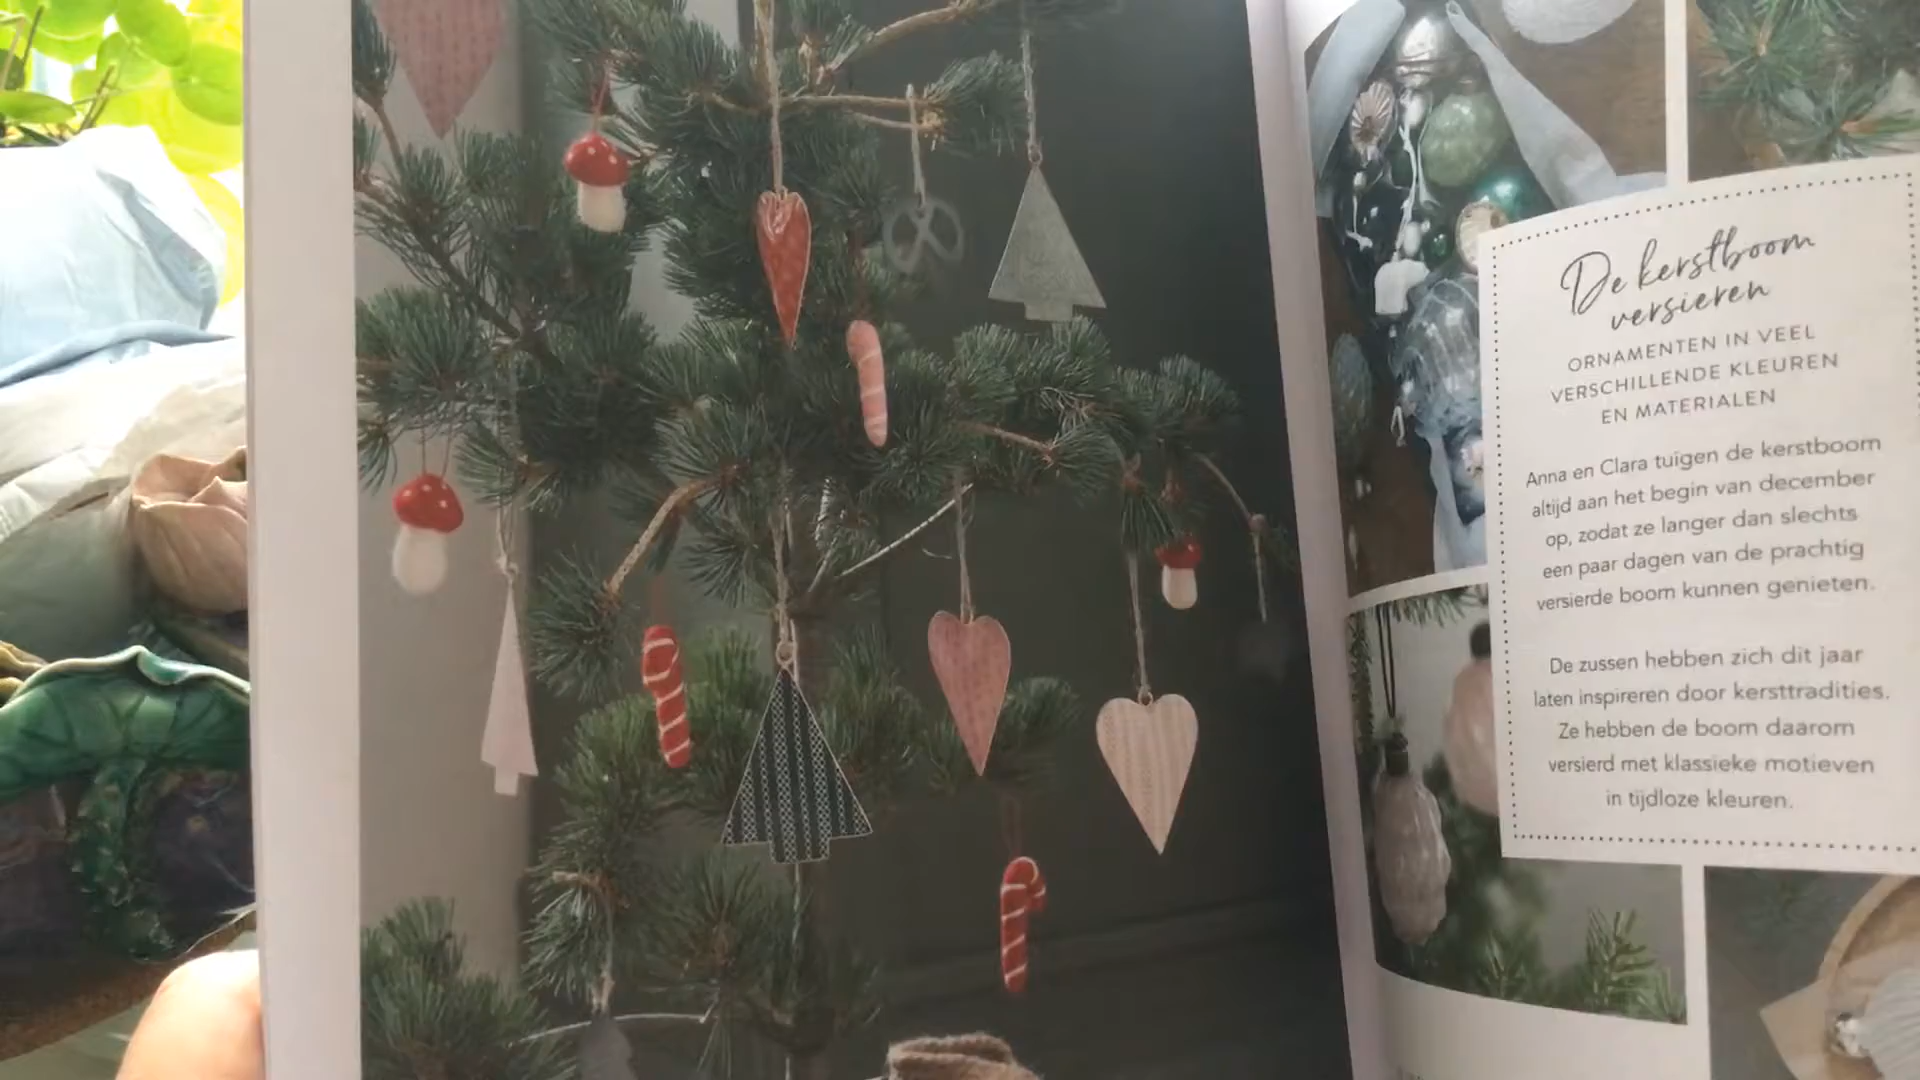 De kerstboom
versieren
ORNAMENTEN IN VEEL
VERSCHILLENDE KLEUREN
EN MATERIALEN
Anna en Clara tuigen de kerstboom
altijd aan het begin van december
op, zodat ze langer dan slechts
een paar dagen van de prachtig
versierde boom kunnen genieten.
De zussen hebben zich dit jaar
laten inspireren door kersttradities.
Ze hebben de boom daarom
versierd met klassieke motieven
in tijdloze kleuren.